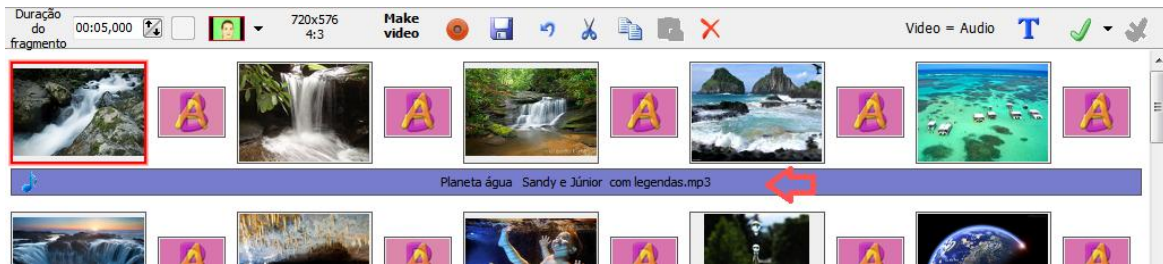 Duração
do
fragmento
00:05,000
720x576
4:3
Make
video
Video = Audio
T
A A A A A
Planeta água Sandy e Júnior com legendas.mp3
A A A A A